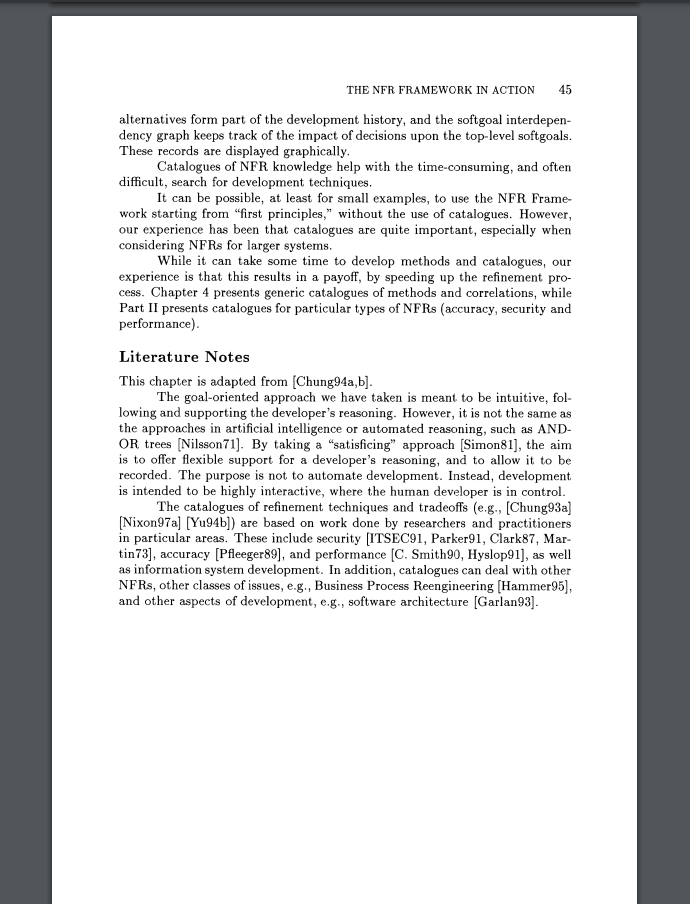 THE NFR FRAMEWORK IN ACTION 45
alternatives form part of the development history, and the softgoal interdepen-
dency graph keeps track of the impact of decisions upon the top-level softgoals.
These records are displayed graphically.
Catalogues of NFR knowledge help with the time-consuming, and often
difficult, search for development techniques.
It can be possible, at least for small examples, to use the NFR Frame-
work starting from “first principles,” without the use of catalogues. However,
our experience has been that catalogues are quite important, especially when
considering NFRs for larger systems.
While it can take some time to develop methods and catalogues, our
experience is that this results in a payoff, by speeding up the refinement pro-
cess. Chapter 4 presents generic catalogues of methods and correlations, while
Part II presents catalogues for particular types of NFRs (accuracy, security and
performance).
Literature Notes
This chapter is adapted from [Chung94a,b].
The goal-oriented approach we have taken is meant to be intuitive, fol-
lowing and supporting the developer’s reasoning. However, it is not the same as
the approaches in artificial intelligence or automated reasoning, such as AND-
OR trees [Nilsson71]. By taking a “satisficing” approach [Simon81], the aim
is to offer flexible support for a developer’s reasoning, and to allow it to be
recorded. The purpose is not to automate development. Instead, development
is intended to be highly interactive, where the human developer is in control.
The catalogues of refinement techniques and tradeoffs (e.g., [Chung93a]
[Nixon97a] [Yu94b]) are based on work done by researchers and practitioners
in particular areas. These include security [ITSEC91, Parker91, Clark87, Mar-
tin73], accuracy [Pfleeger89], and performance [C. Smith90, Hyslop91], as well
as information system development. In addition, catalogues can deal with other
NFRs, other classes of issues, e.g., Business Process Reengineering [Hammer95],
and other aspects of development, e.g., software architecture [Garlan93].